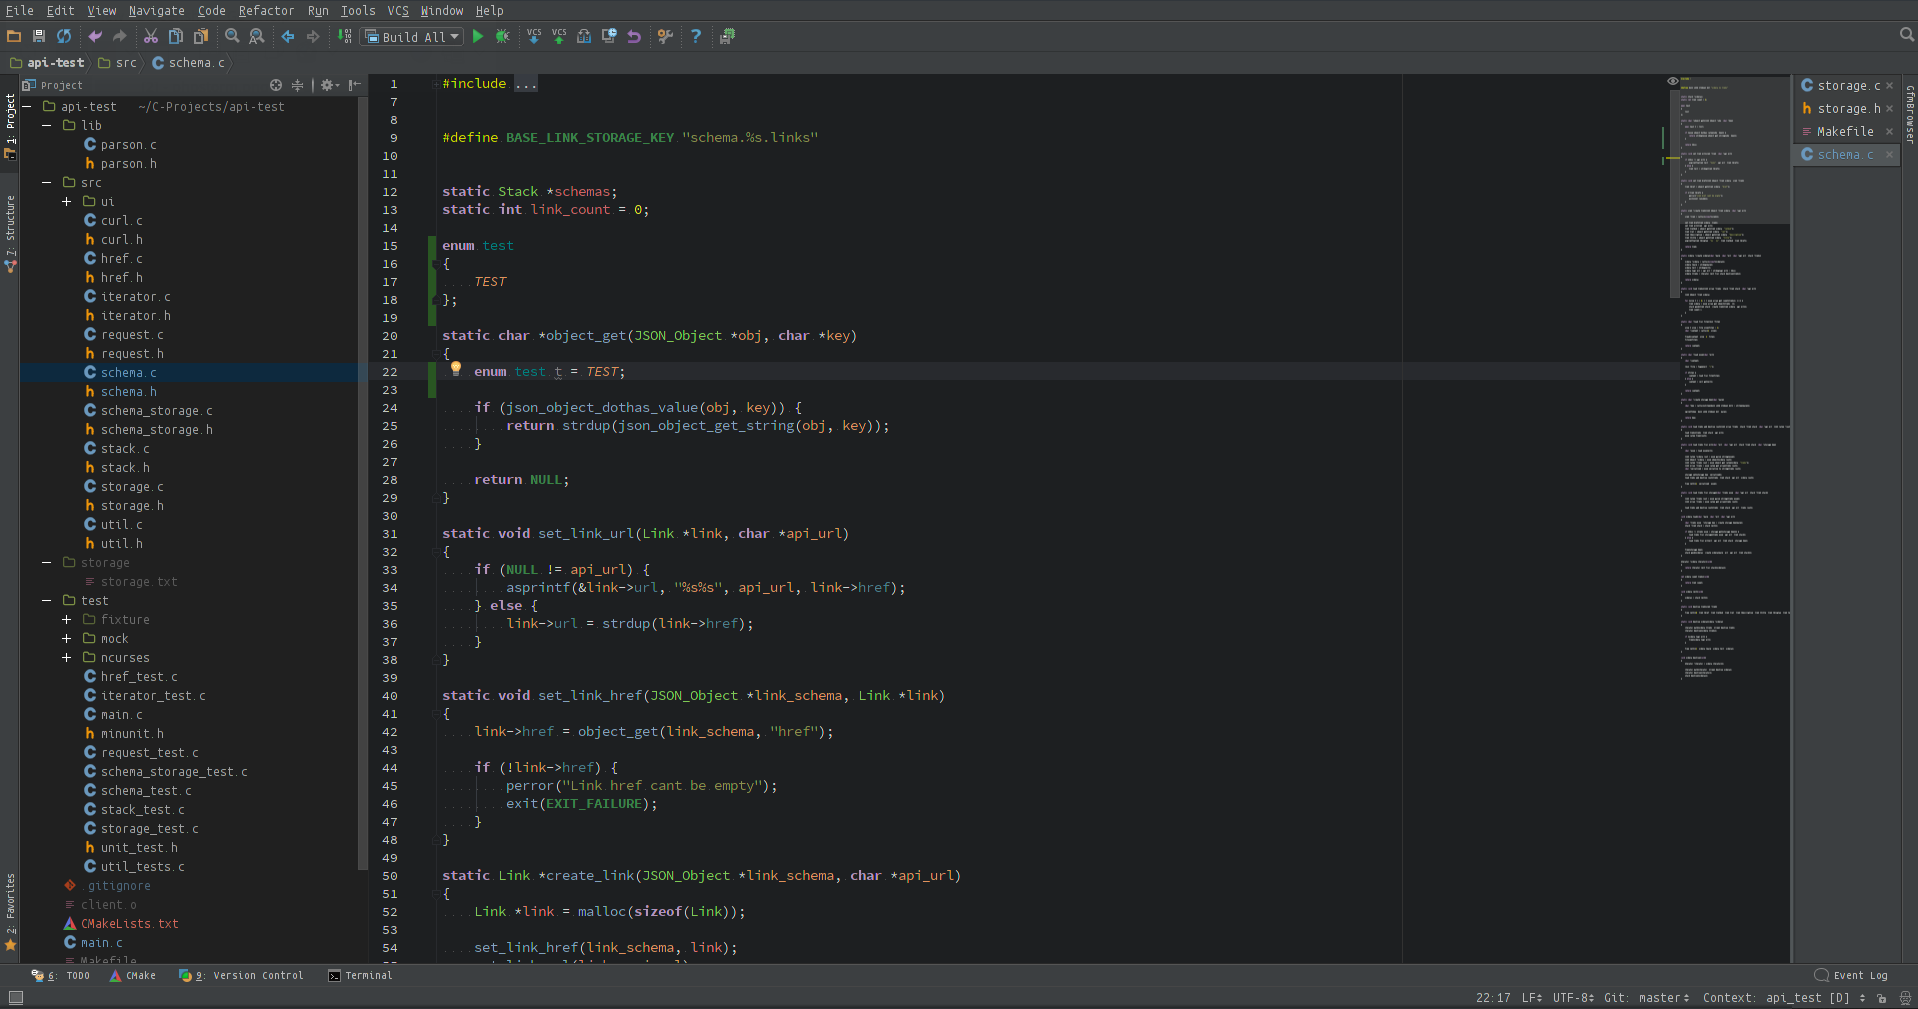 File Edit View Navigate Code Refactor Run Tools VCS Window Help
Build All
VCS VCS
api-test src schema.c
Project
api-test ~/C-Projects/api-test
lib
parson.c
parson.h
src
ui
curl.c
curl.h
href.c
href.h
iterator.c
iterator.h
request.c
request.h
schema.c
schema.h
schema_storage.c
schema_storage.h
stack.c
stack.h
storage.c
storage.h
util.c
util.h
storage
storage.txt
test
fixture
mock
ncurses
href_test.c
iterator_test.c
main.c
minunit.h
request_test.c
schema_storage_test.c
schema_test.c
stack_test.c
storage_test.c
unit_test.h
util_tests.c
.gitignore
client.o
CMakeLists.txt
main.c
Makefile
1: Project
7: Structure
2: Favorites
1 #include ...
7
8
9 #define BASE_LINK_STORAGE_KEY "schema.%s.links"
10
11
12 static Stack *schemas;
13 static int link_count = 0;
14
15 enum test
16 {
17 TEST
18 };
19
20 static char *object_get(JSON_Object *obj, char *key)
21 {
22 enum test t = TEST;
23
24 if (json_object_dothas_value(obj, key)) {
25 return strdup(json_object_get_string(obj, key));
26 }
27
28 return NULL;
29 }
30
31 static void set_link_url(Link *link, char *api_url)
32 {
33 if (NULL != api_url) {
34 asprintf(&link->url, "%s%s", api_url, link->href);
35 } else {
36 link->url = strdup(link->href);
37 }
38 }
39
40 static void set_link_href(JSON_Object *link_schema, Link *link)
41 {
42 link->href = object_get(link_schema, "href");
43
44 if (!link->href) {
45 perror("Link href cant be empty");
46 exit(EXIT_FAILURE);
47 }
48 }
49
50 static Link *create_link(JSON_Object *link_schema, char *api_url)
51 {
52 Link *link = malloc(sizeof(Link));
53
54 set_link_href(link_schema, link);
storage.c
storage.h
Makefile
schema.c
GfmBrowser
6: TODO CMake 9: Version Control Terminal Event Log
22:17 LF UTF-8 Git: master Context: api_test [D]